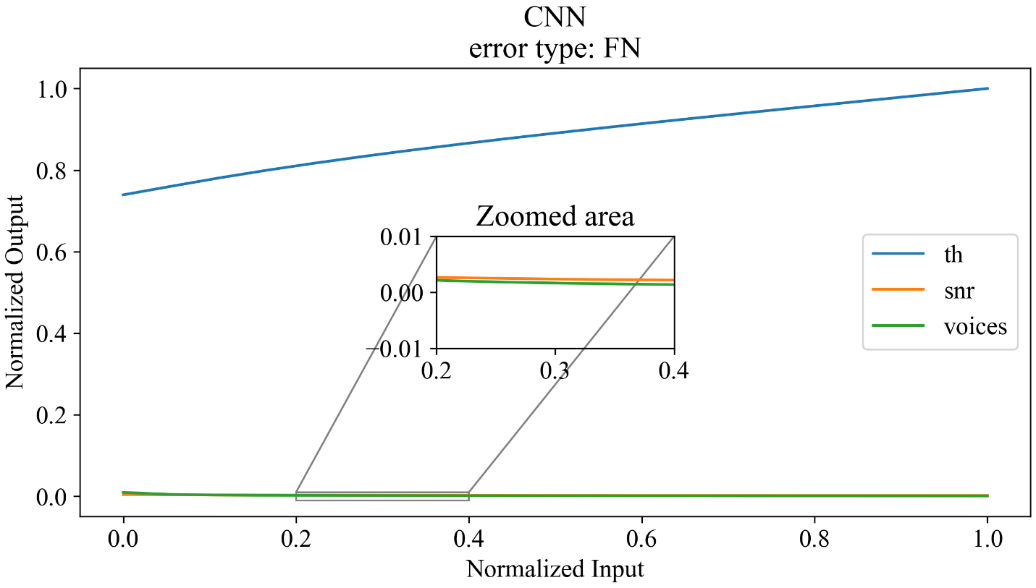 CNN
error type: FN
Normalized Output
1.0
0.8
0.6
0.4
0.2
0.0
Zoomed area
0.01
0.00
−0.01
0.2
0.3
0.4
th
snr
voices
0.0
0.2
0.4
0.6
0.8
1.0
Normalized Input